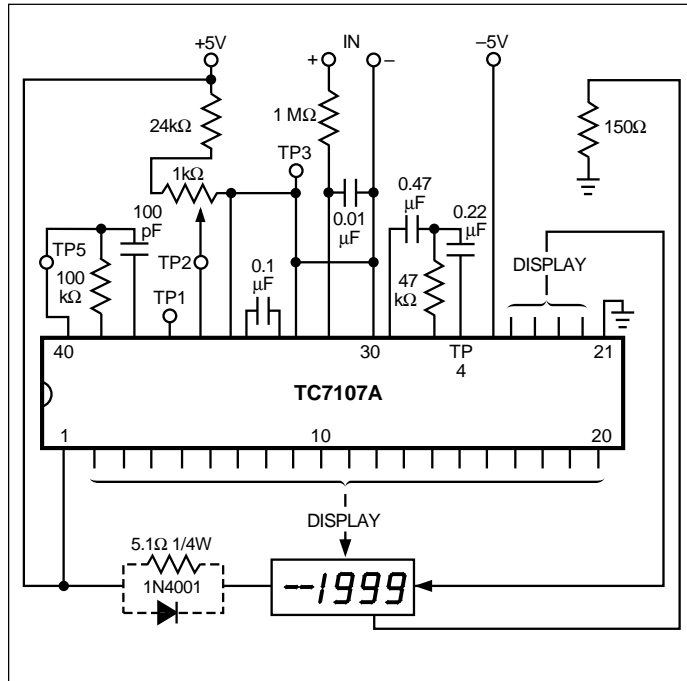 +5V
+ IN –
–5V
24kΩ
1 MΩ
150Ω
TP3
1kΩ
0.47
µF
0.22
µF
0.01
µF
100
pF
TP5
100
kΩ
TP2
TP1
0.1
µF
47
kΩ
DISPLAY
40
30
TP
4
21
TC7107A
1
10
20
DISPLAY
5.1Ω 1/4W
1N4001
--1999